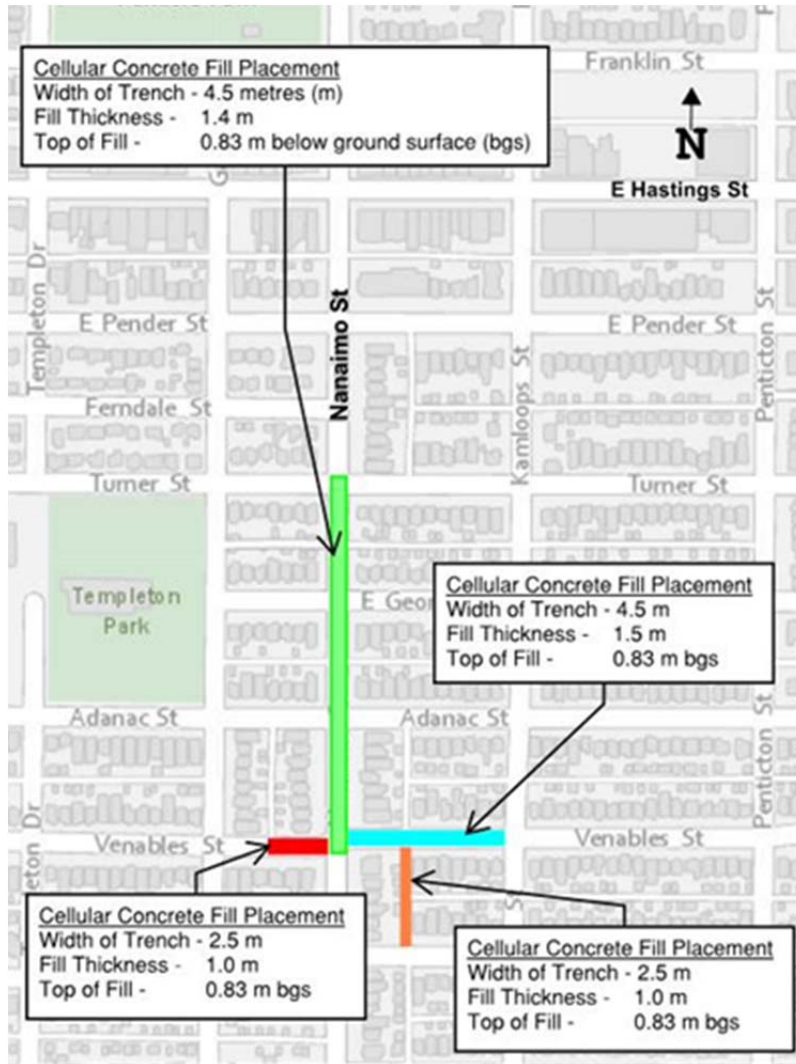 Franklin St
Cellular Concrete Fill Placement
Width of Trench - 4.5 metres (m)
Fill Thickness - 1.4 m
Top of Fill - 0.83 m below ground surface (bgs)
N
E Hastings St
Templeton Dr
E Pender St
E Pender St
Nanaimo St
Kamloops St
Penticton St
Ferndale St
Turner St
Turner St
Templeton
Park
E Geor
Cellular Concrete Fill Placement
Width of Trench - 4.5 m
Fill Thickness - 1.5 m
Top of Fill - 0.83 m bgs
Adanac St
Adanac St
Penticton St
Venables St
Venables St
leton Dr
Cellular Concrete Fill Placement
Width of Trench - 2.5 m
Fill Thickness - 1.0 m
Top of Fill - 0.83 m bgs
Cellular Concrete Fill Placement
Width of Trench - 2.5 m
Fill Thickness - 1.0 m
Top of Fill - 0.83 m bgs